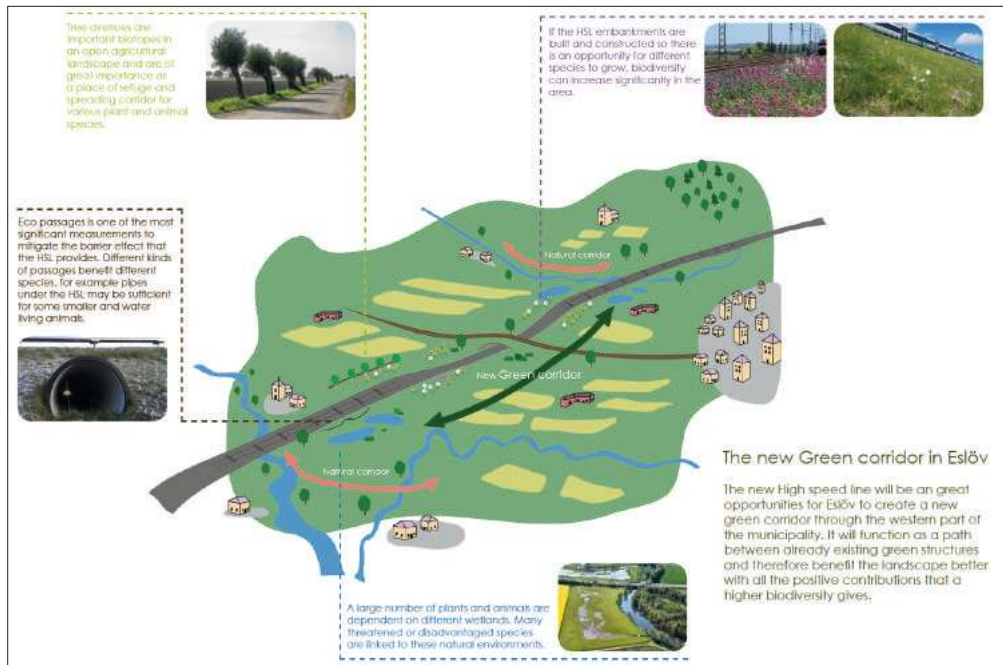 Tree avenues are
important biotopes in
an open agricultural
landscape and are of
great importance as
a place of refuge and
spreading corridor for
various plant and animal
species.
If the HSL embankments are
built and constructed so there
is an opportunity for different
species to grow, biodiversity
can increase significantly in the
area.
Eco passages is one of the most
significant measurements to
mitigate the barrier effect that
the HSL provides. Different kinds
of passages benefit different
species, for example pipes
under the HSL may be sufficient
for some smaller and water
living animals.
Natural corridor
New Green corridor
Natural corridor
The new Green corridor in Eslöv
The new High speed line will be an great
opportunities for Eslöv to create a new
green corridor through the western part of
the municipality. It will function as a path
between already existing green structures
and therefore benefit the landscape better
with all the positive contributions that a
higher biodiversity gives.
A large number of plants and animals are
dependent on different wetlands. Many
threatened or disadvantaged species
are linked to these natural environments.